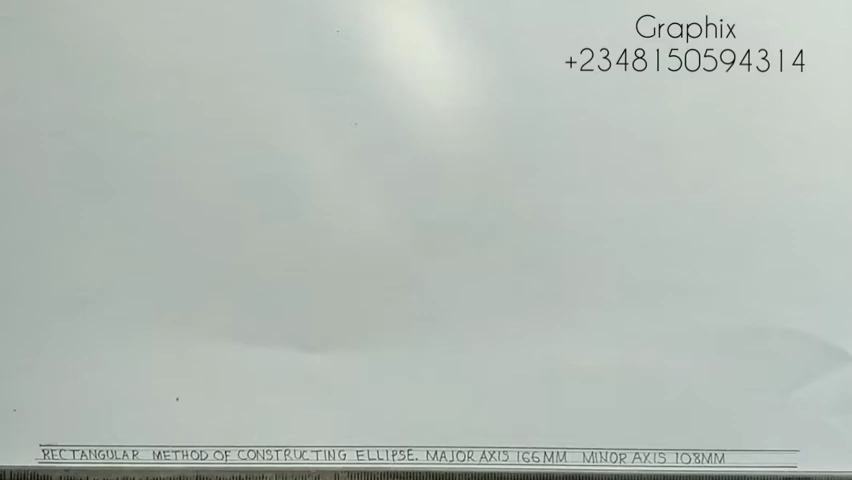 Graphix
+2348150594314
RECTANGULAR METHOD OF CONSTRUCTING ELLIPSE. MAJOR AXIS 166MM MINOR AXIS 108MM